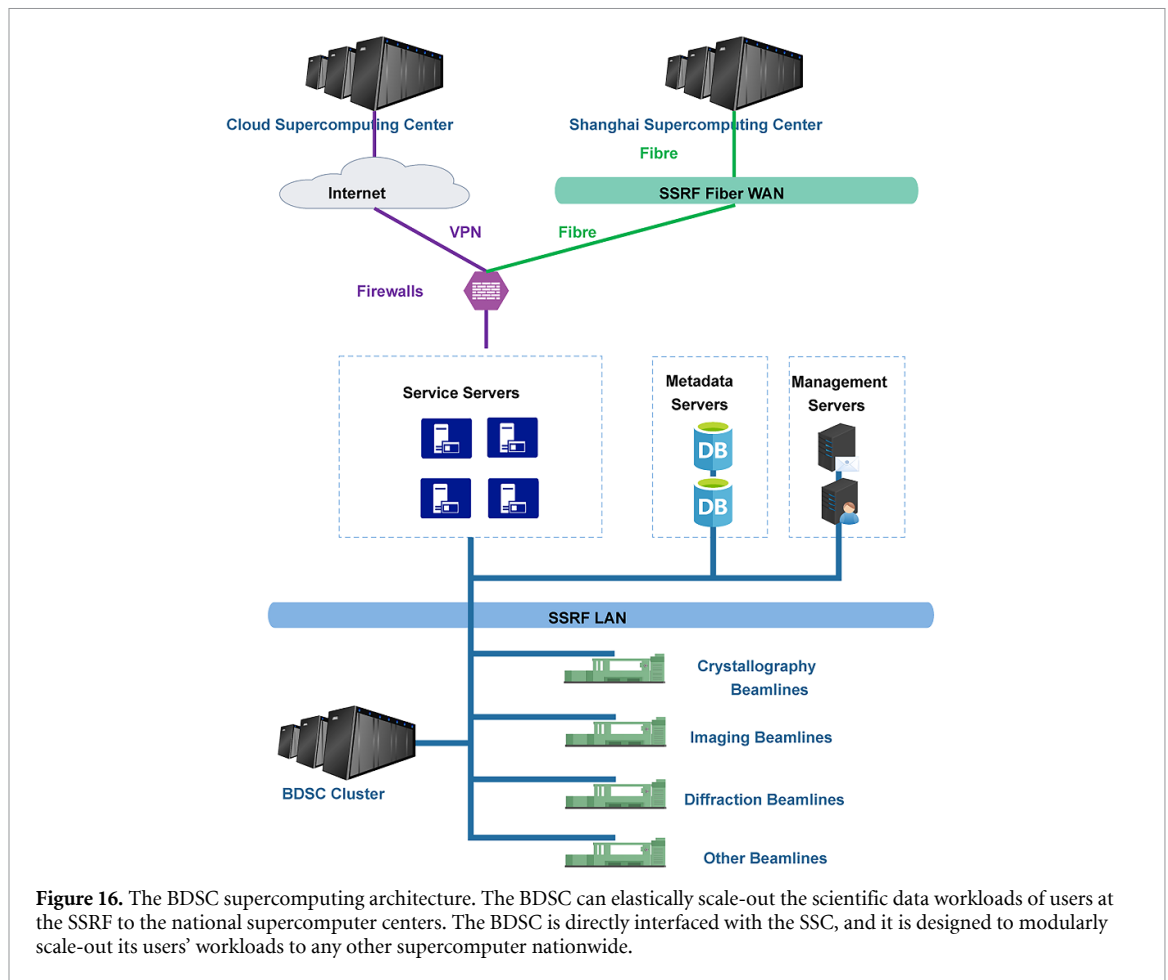 Cloud Supercomputing Center
Shanghai Supercomputing Center
Fibre
Internet
SSRF Fiber WAN
VPN
Fibre
Firewalls
Service Servers
Metadada
Servers
Management
Servers
DB
DB
SSRF LAN
Crystallography
Beamlines
Imaging Beamlines
BDSC Cluster
Diffraction Beamlines
Other Beamlines
Figure 16. The BDSC supercomputing architecture. The BDSC can elastically scale-out the scientific data workloads of users at
the SSRF to the national supercomputer centers. The BDSC is directly interfaced with the SSC, and it is designed to modularly
scale-out its users’ workloads to any other supercomputer nationwide.